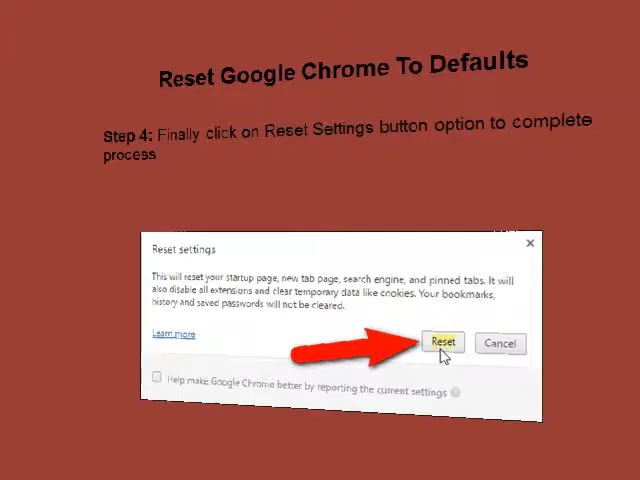 Reset Google Chrome To Defaults
Step 4: Finally click on Reset Settings button option to complete
process
Reset settings
This will reset your startup page, new tab page, search engine, and pinned tabs. It will
also disable all extensions and clear temporary data like cookies. Your bookmarks,
history and saved passwords will not be cleared.
Learn more
Reset
Cancel
Help make Google Chrome better by reporting the current settings